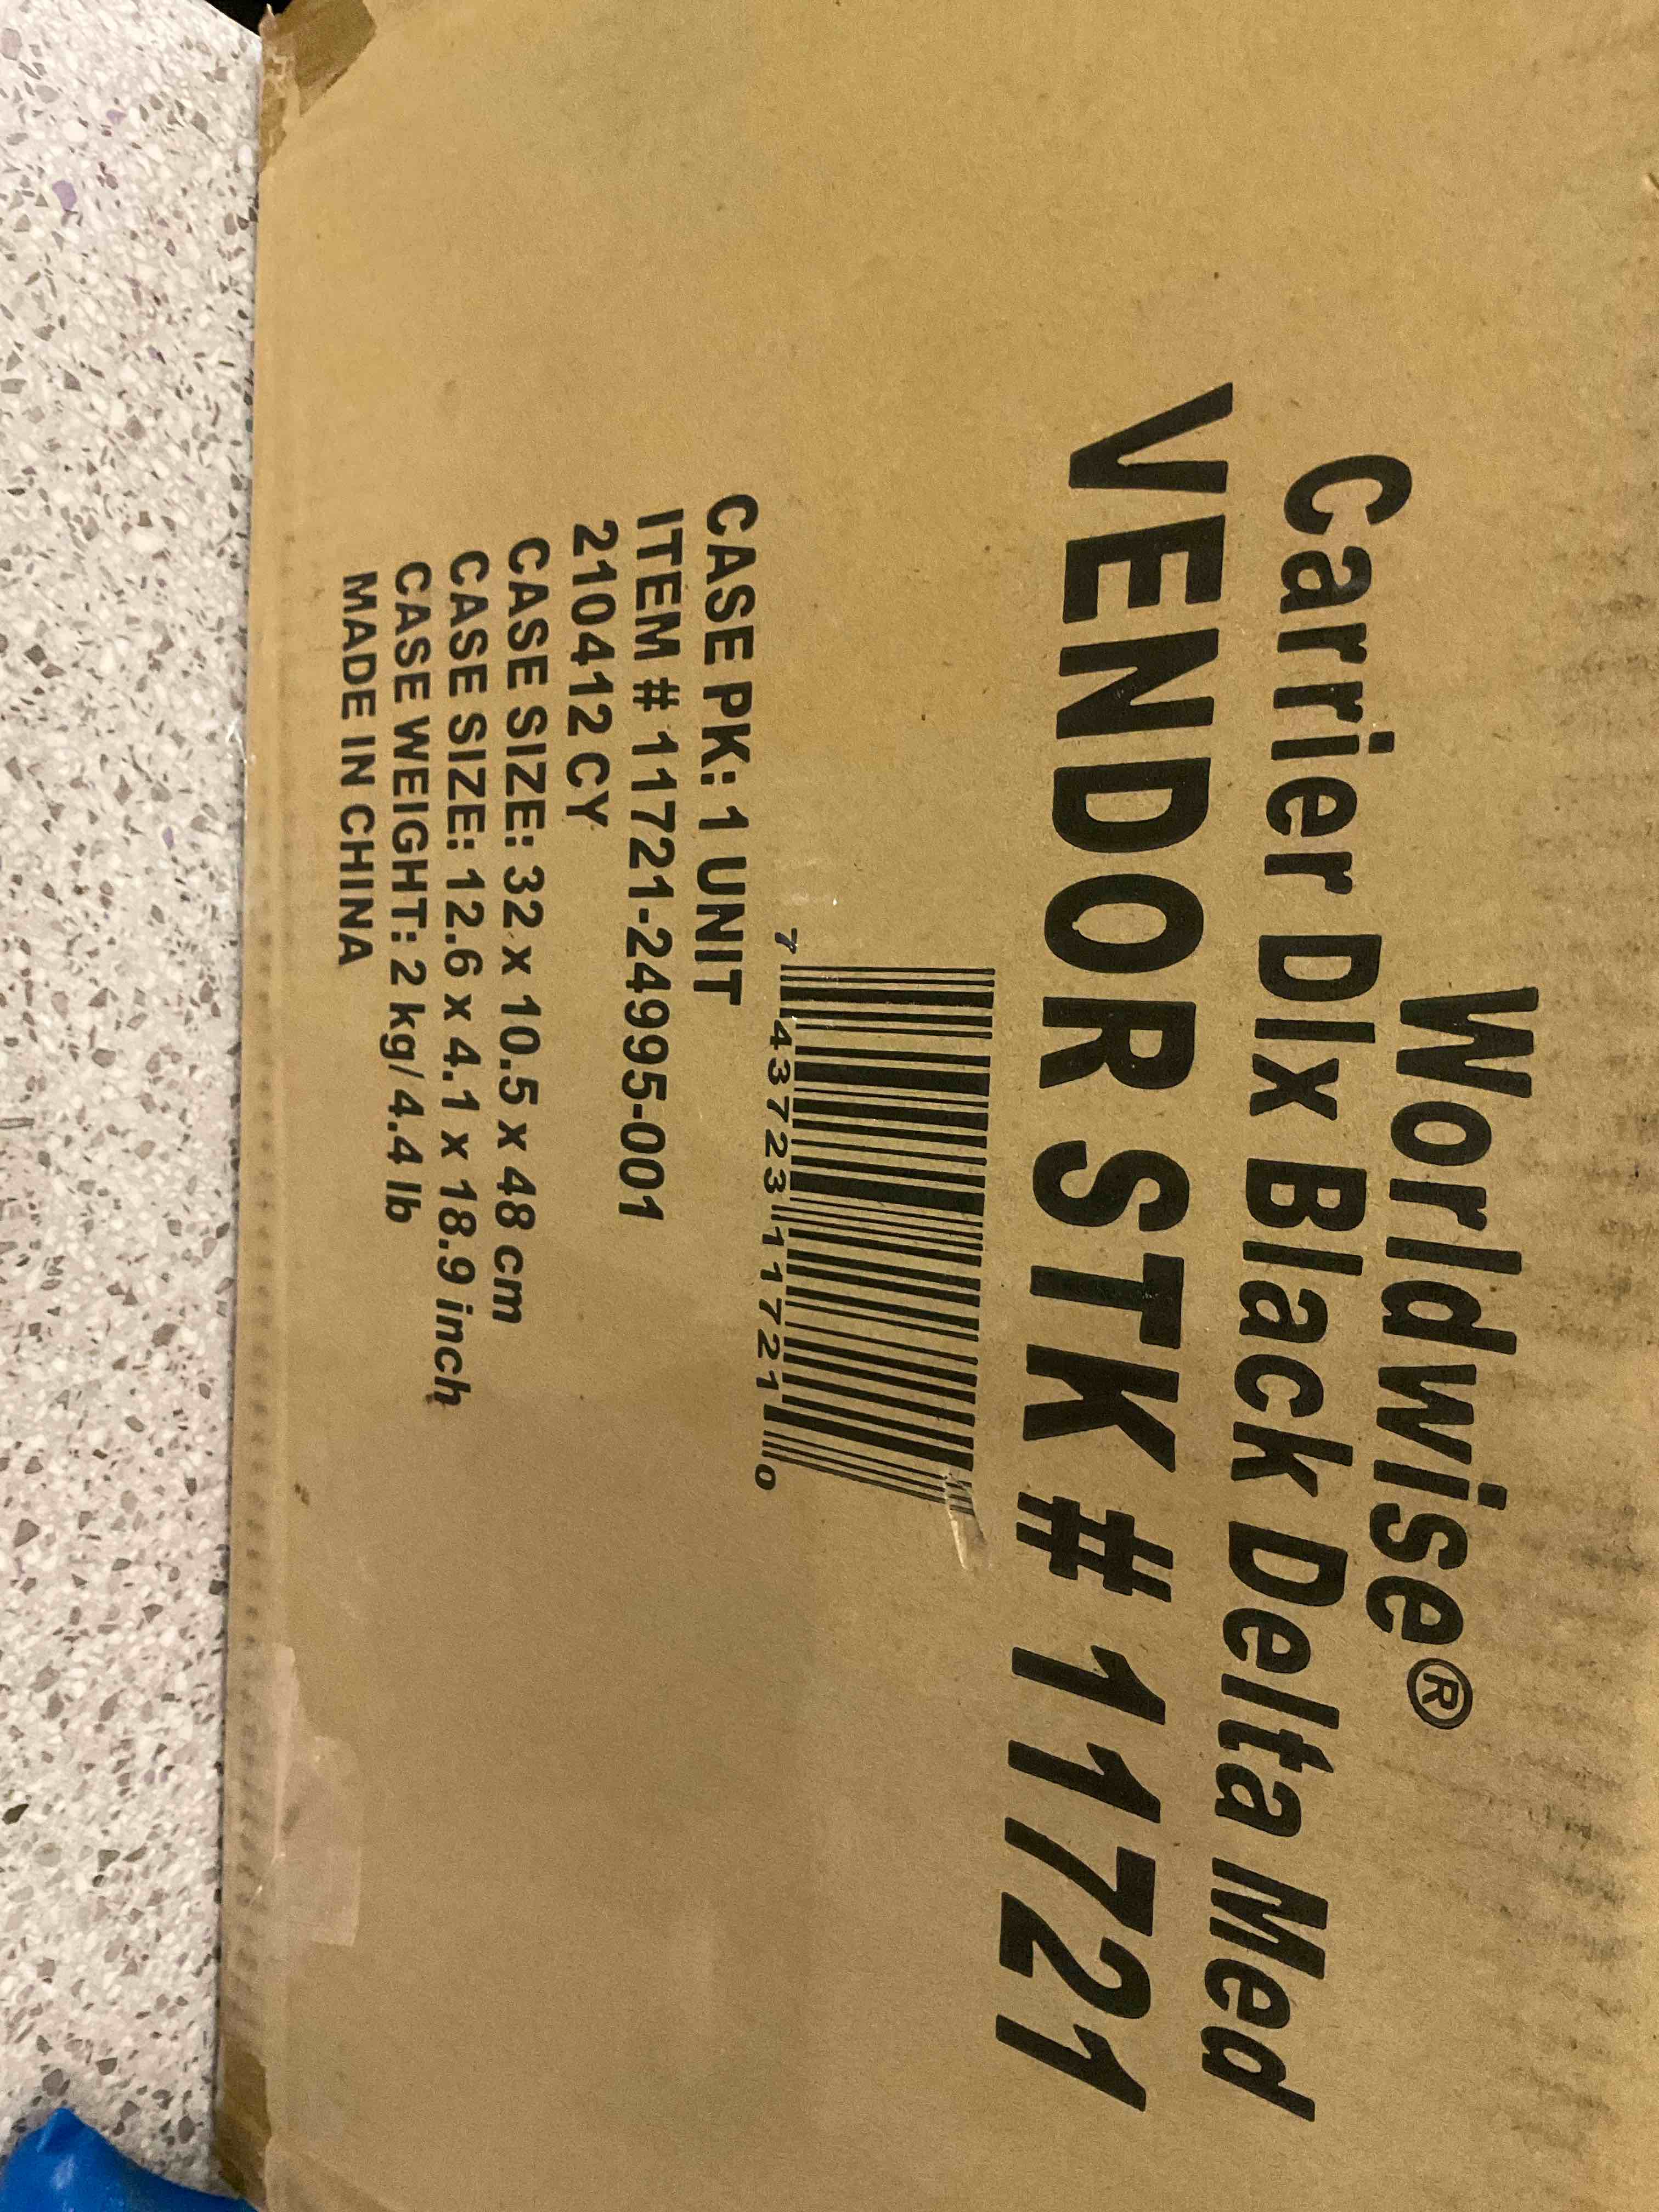 Worldwise®
Carrier Dlx Black Delta Med
VENDOR STK # 11721
7 43723 11721 0
CASE PK: 1 UNIT
ITEM # 11721-24995-001
210412 CY
CASE SIZE: 32 x 10.5 x 48 cm
CASE SIZE: 12.6 x 4.1 x 18.9 inch
CASE WEIGHT: 2 kg/4.4 lb
MADE IN CHINA